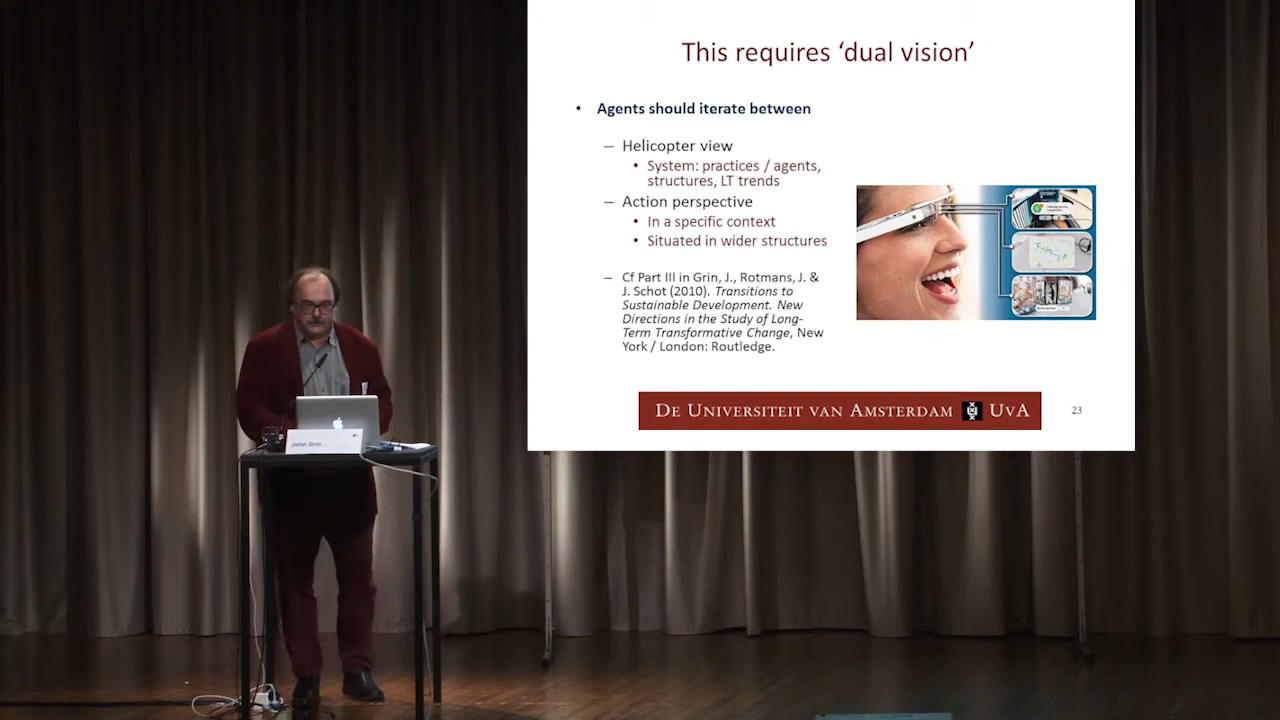 This requires ‘dual vision’
• Agents should iterate between
– Helicopter view
• System: practices / agents,
structures, LT trends
– Action perspective
• In a specific context
• Situated in wider structures
– Cf Part III in Grin, J., Rotmans, J. &
J. Schot (2010). Transitions to
Sustainable Development. New
Directions in the Study of Long-
Term Transformative Change, New
York / London: Routledge.
DE UNIVERSITEIT VAN AMSTERDAM UVA
23
John Grin